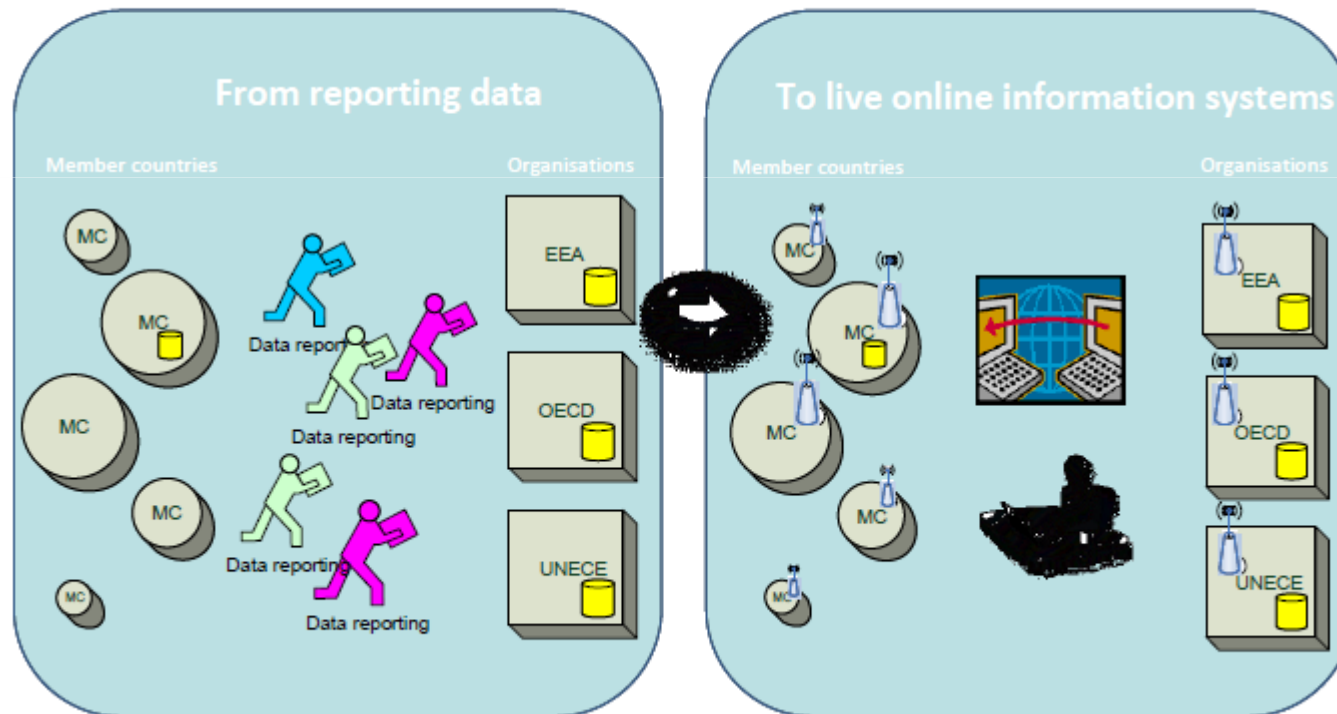 From reporting data
Member countries
Organisations
MC
MC
MC
MC
MC
Data report
Data reporting
Data reporting
Data reporting
Data reporting
EEA
OECD
UNECE
To live online information systems
Member countries
Organisations
MC
MC
MC
MC
MC
EEA
OECD
UNECE